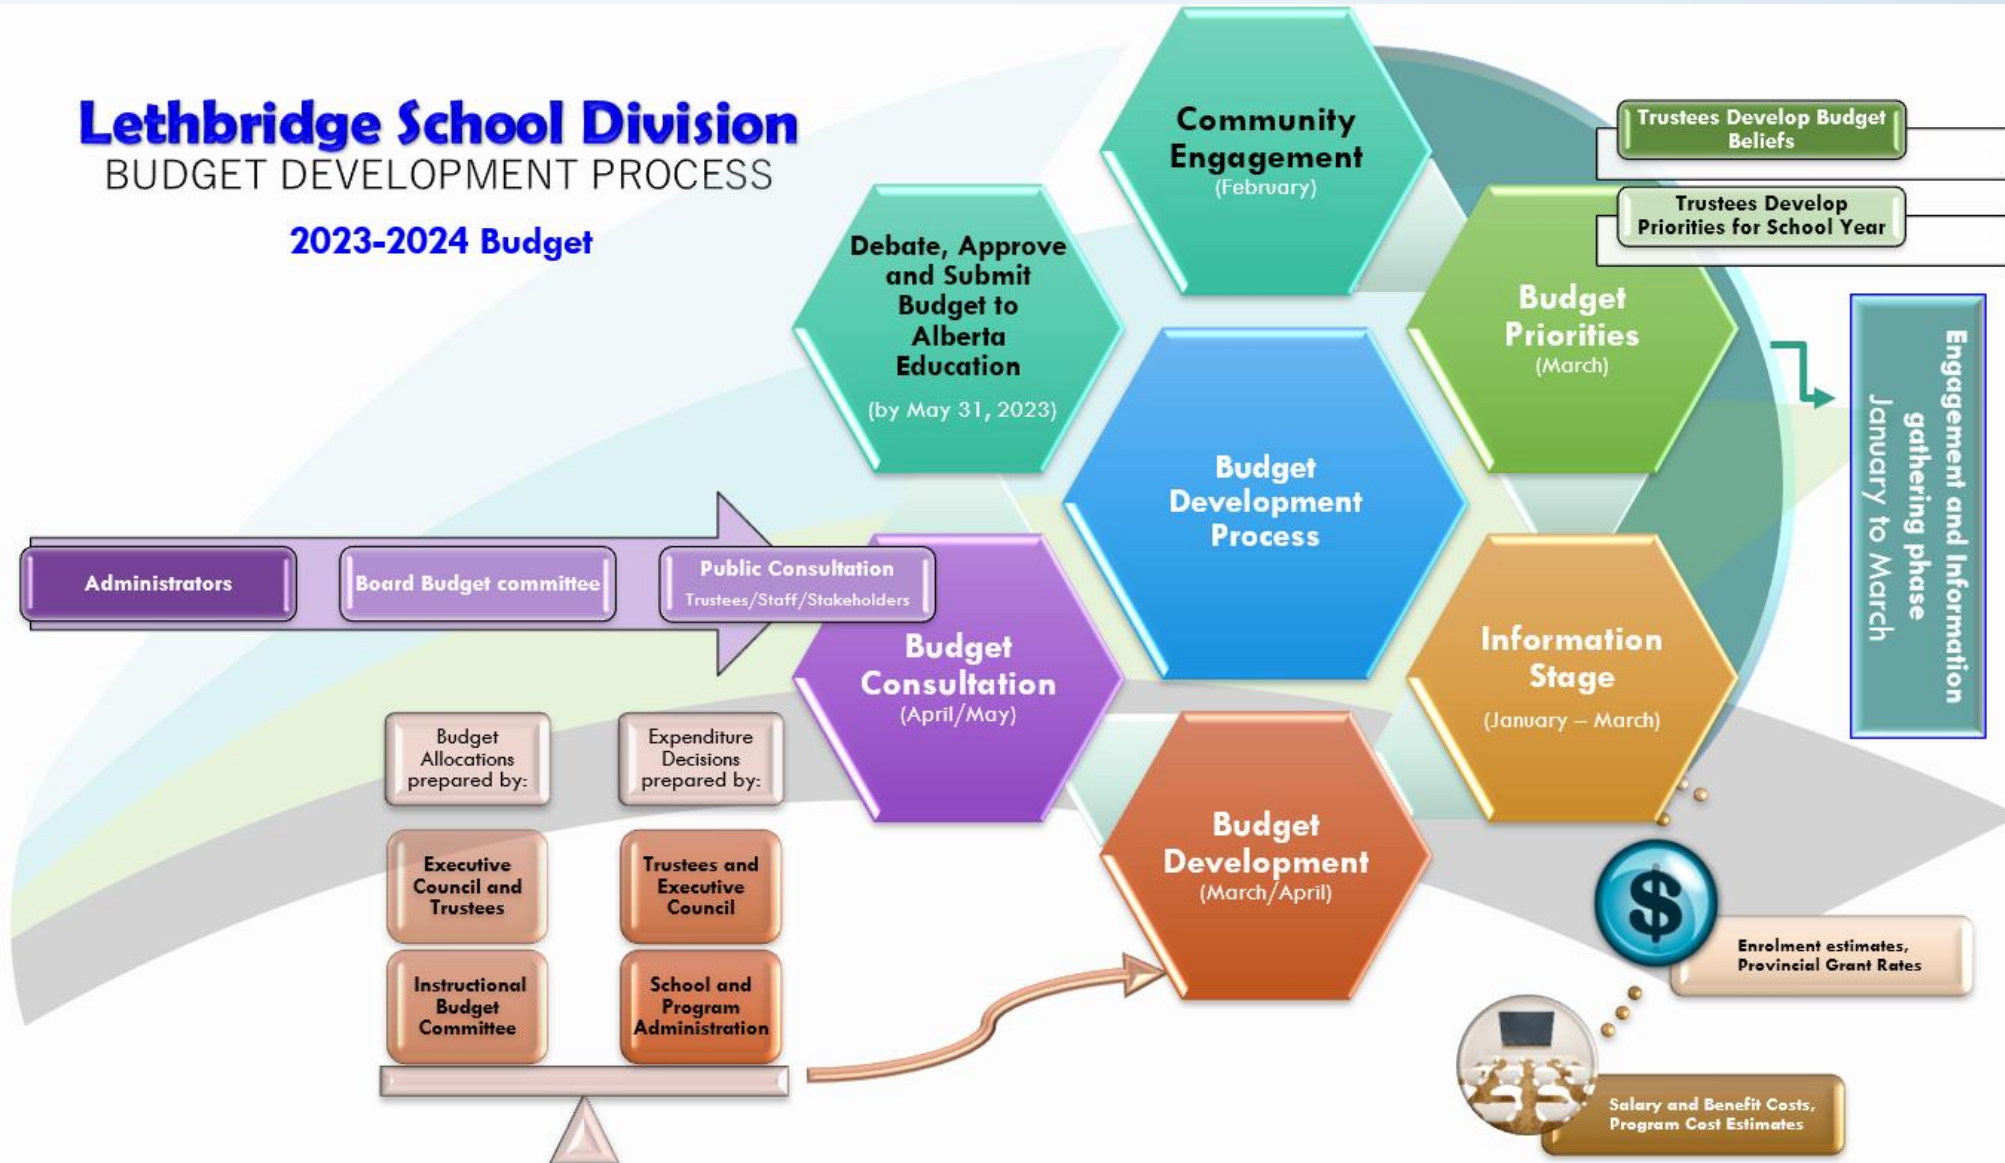 Lethbridge School Division
BUDGET DEVELOPMENT PROCESS
2023-2024 Budget
Community
Engagement
(February)
Trustees Develop Budget
Beliefs
Trustees Develop
Priorities for School Year
Budget
Priorities
(March)
Engagement and Information
gathering phase
January to March
Debate, Approve
and Submit
Budget to
Alberta
Education
(by May 31, 2023)
Budget
Development
Process
Administrators
Board Budget committee
Public Consultation
Trustees/Staff/Stakeholders
Budget
Consultation
(April/May)
Information
Stage
(January – March)
Budget
Allocations
prepared by:
Expenditure
Decisions
prepared by:
Executive
Council and
Trustees
Trustees and
Executive
Council
Instructional
Budget
Committee
School and
Program
Administration
Budget
Development
(March/April)
$
Enrolment estimates,
Provincial Grant Rates
Salary and Benefit Costs,
Program Cost Estimates